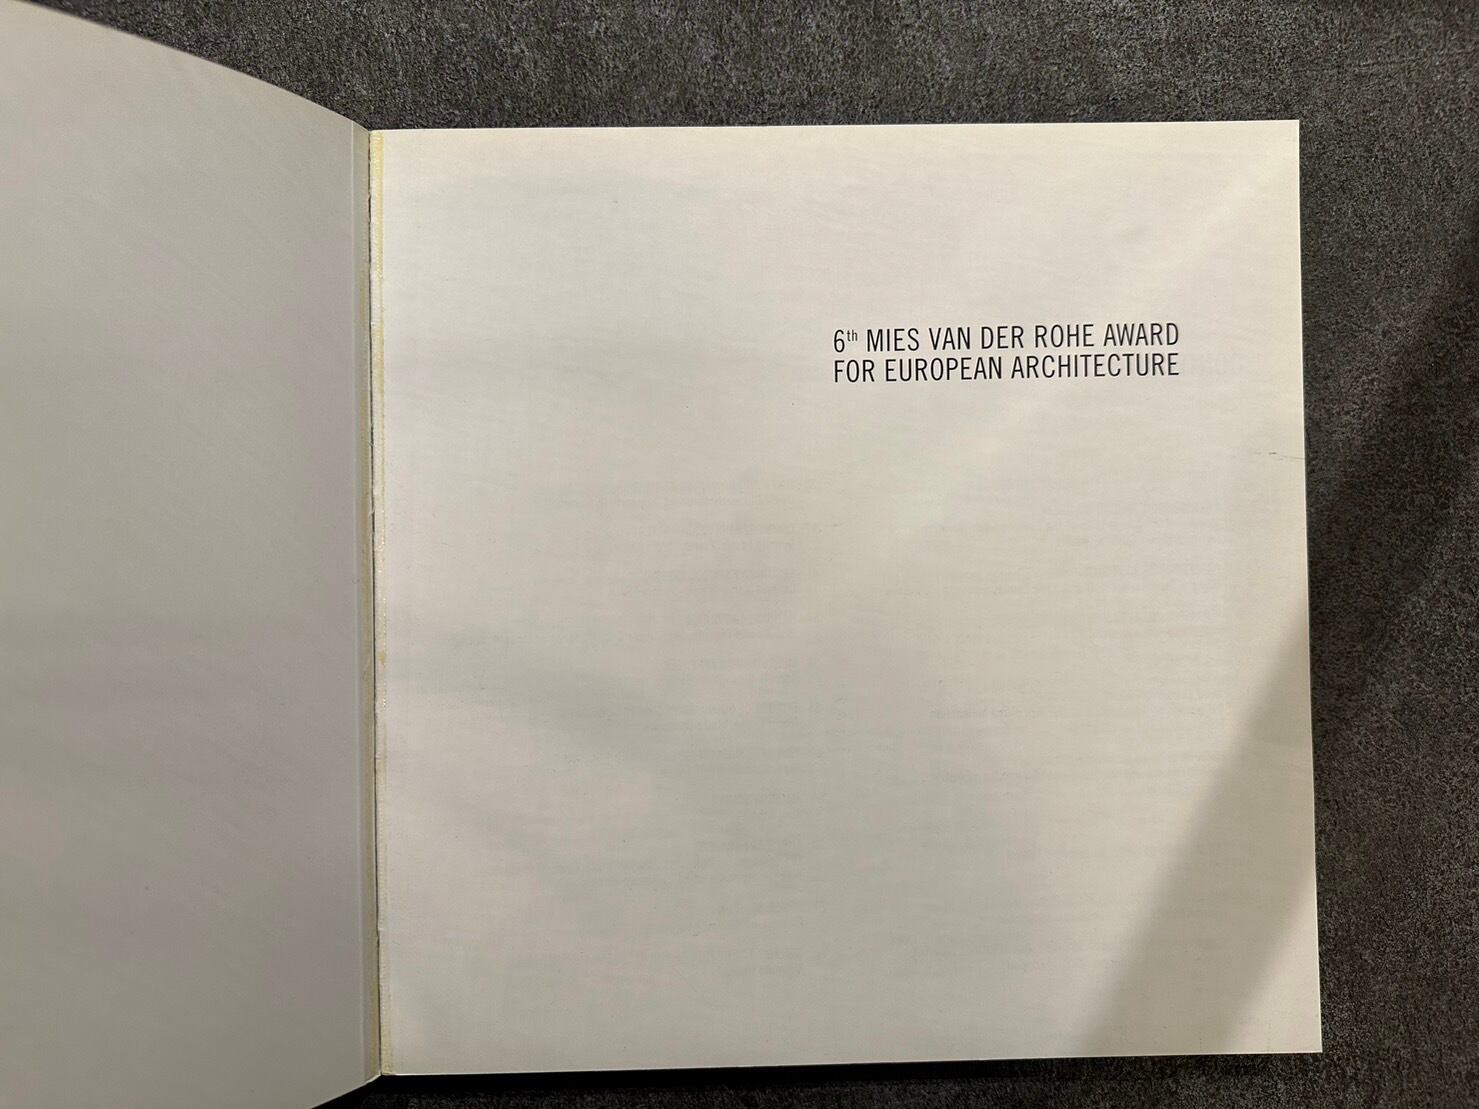 6th MIES VAN DER ROHE AWARD
FOR EUROPEAN ARCHITECTURE